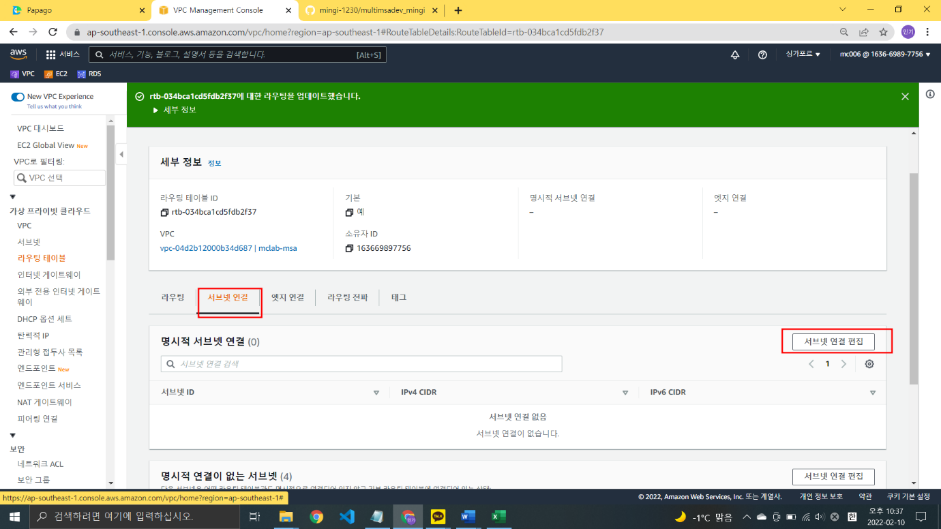 Papago
VPC Management Console
mingi-1230/multimsadev_mingi
ap-southeast-1.console.aws.amazon.com/vpc/home?region=ap-southeast-1#RouteTableDetails:RouteTableId=rtb-034bca1cd5fdb2f37
aws
서비스
서비스, 기능, 블로그, 설명서 등을 검색합니다.
[Alt+S]
싱가포르
mc006 @ 1636-6989-7756
VPC
EC2
RDS
New VPC Experience
Tell us what you think
rtb-034bca1cd5fdb2f37에 대한 라우팅을 업데이트했습니다.
세부 정보
VPC 대시보드
EC2 Global View New
VPC로 필터링:
VPC 선택
가상 프라이빗 클라우드
VPC
서브넷
라우팅 테이블
인터넷 게이트웨이
외부 전용 인터넷 게이트
웨이
DHCP 옵션 세트
탄력적 IP
관리형 접두사 목록
엔드포인트 New
엔드포인트 서비스
NAT 게이트웨이
피어링 연결
보안
네트워크 ACL
보안 그룹
세부 정보 정보
라우팅 테이블 ID
rtb-034bca1cd5fdb2f37
기본
예
명시적 서브넷 연결
–
엣지 연결
–
VPC
vpc-04d2b12000b34d687 | mclab-msa
소유자 ID
163669897756
라우팅
서브넷 연결
엣지 연결
라우팅 전파
태그
명시적 서브넷 연결 (0)
서브넷 연결 편집
서브넷 연결 검색
1
서브넷 ID
IPv4 CIDR
IPv6 CIDR
서브넷 연결 없음
서브넷 연결이 없습니다.
명시적 연결이 없는 서브넷 (4)
서브넷 연결 편집
https://ap-southeast-1.console.aws.amazon.com/vpc/home?region=ap-southeast-1#
© 2022, Amazon Web Services, Inc. 또는 계열사.
개인 정보 보호
약관
쿠키 기본 설정
검색하려면 여기에 입력하십시오.
-1°C 맑음
오후 10:37
2022-02-10